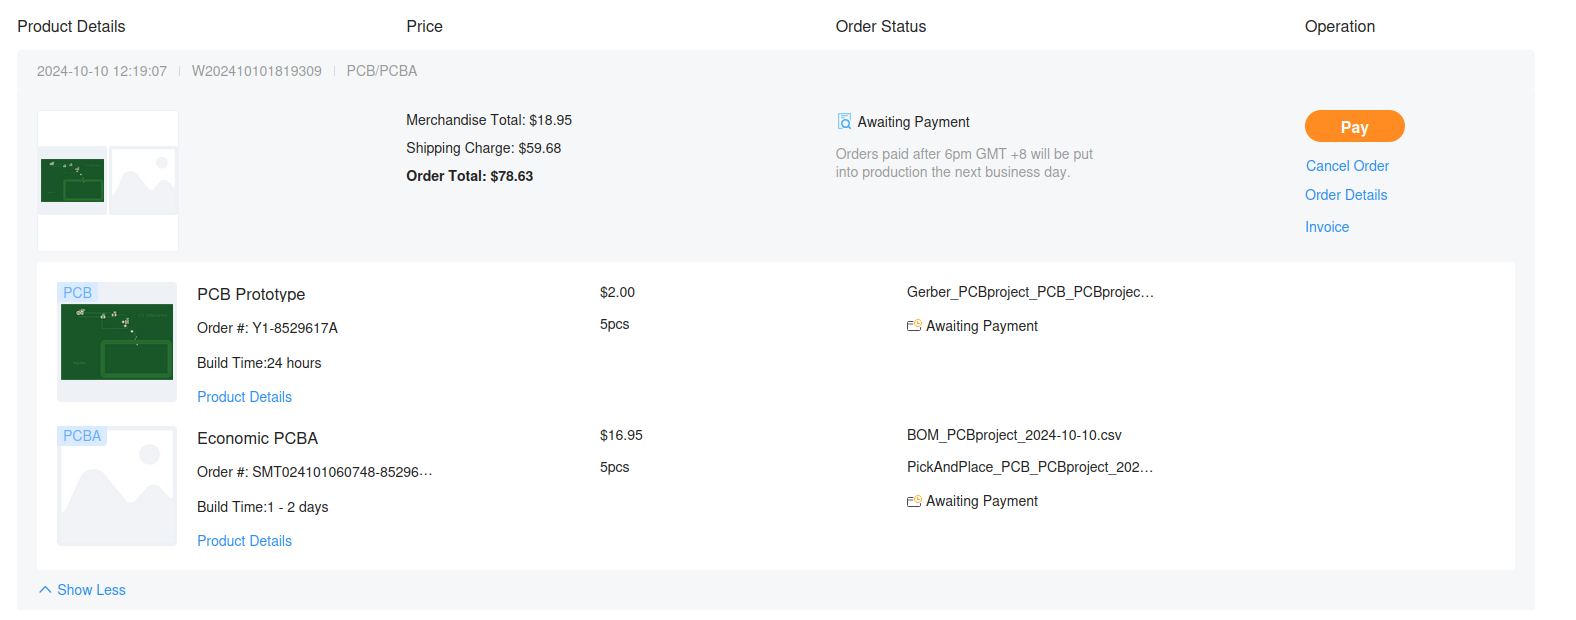 Product Details Price Order Status Operation
2024-10-10 12:19:07 W202410101819309 PCB/PCBA
Merchandise Total: $18.95
Shipping Charge: $59.68
Order Total: $78.63
Awaiting Payment
Orders paid after 6pm GMT +8 will be put
into production the next business day.
Pay
Cancel Order
Order Details
Invoice
PCB
PCB Prototype
Order #: Y1-8529617A
Build Time:24 hours
Product Details
$2.00
5pcs
Gerber_PCBproject_PCB_PCBprojec...
Awaiting Payment
PCBA
Economic PCBA
Order #: SMT024101060748-85296...
Build Time:1 - 2 days
Product Details
$16.95
5pcs
BOM_PCBproject_2024-10-10.csv
PickAndPlace_PCB_PCBproject_202...
Awaiting Payment
Show Less